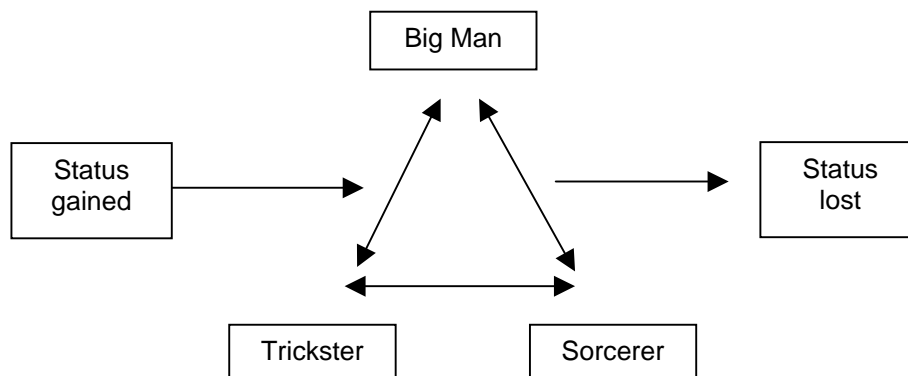 Big Man
Status
gained
Status
lost
Trickster
Sorcerer